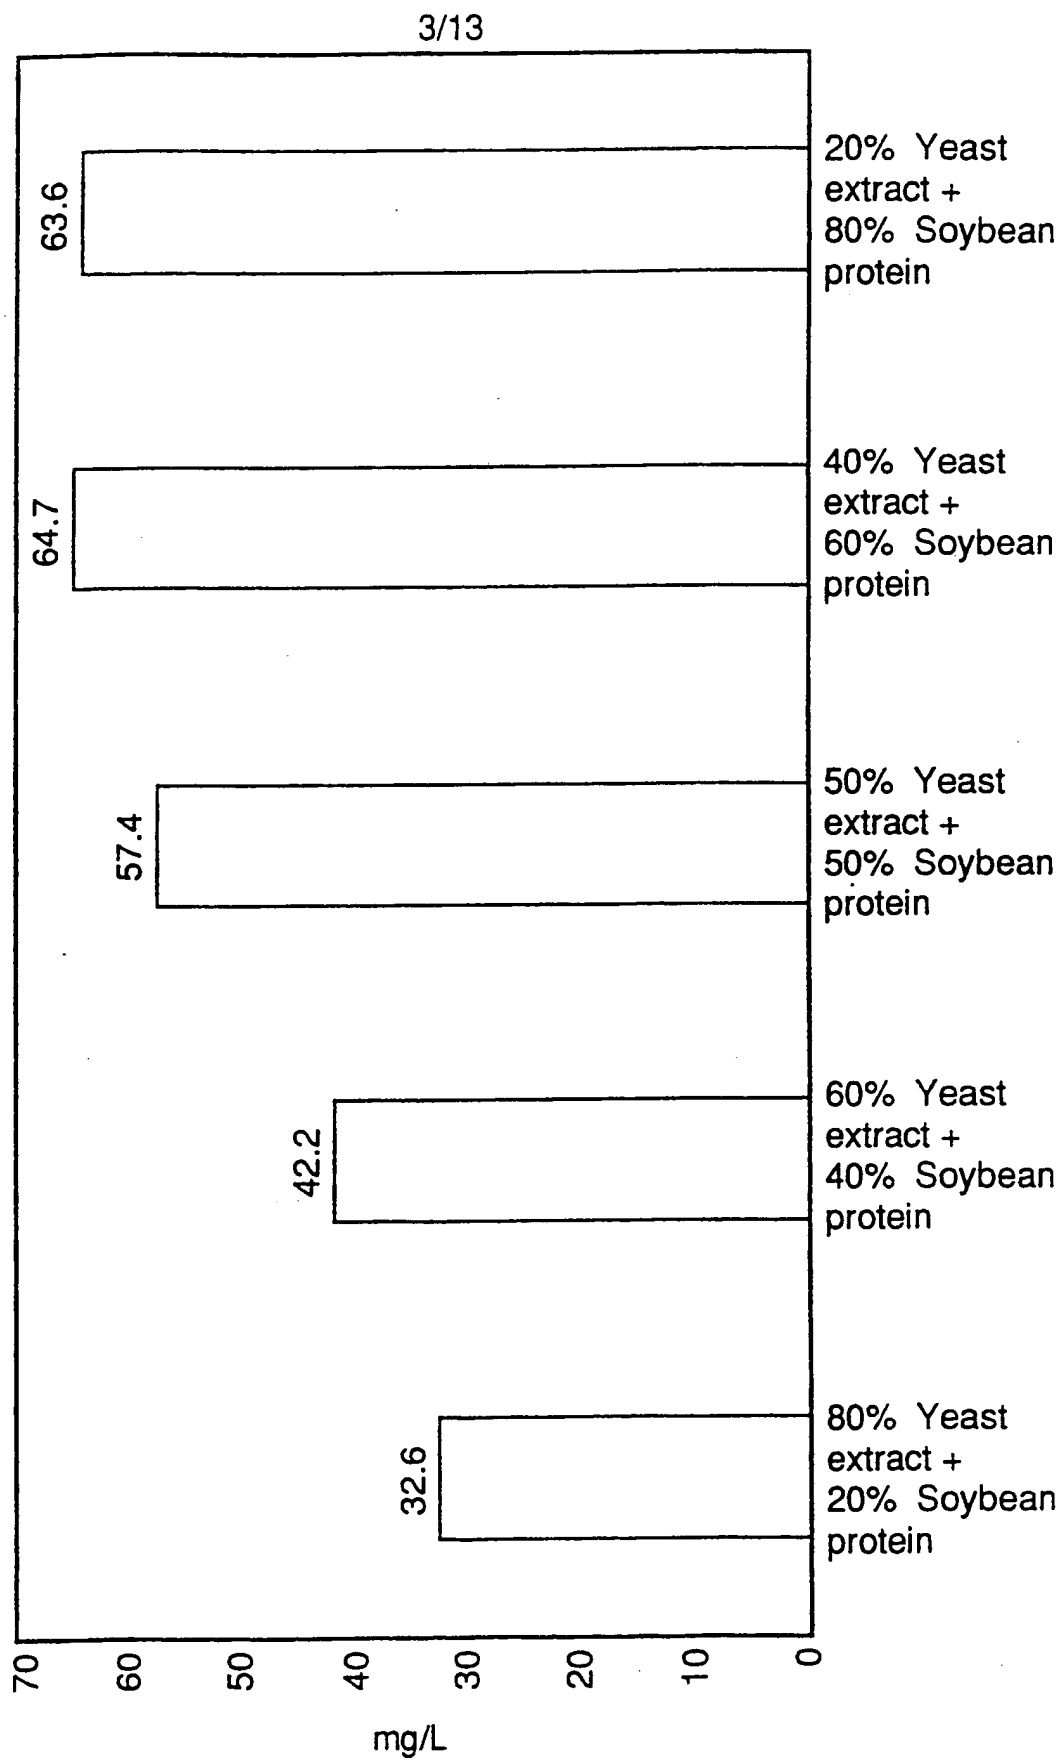 3/13
63.6
20% Yeast
extract +
80% Soybean
protein
64.7
40% Yeast
extract +
60% Soybean
protein
57.4
50% Yeast
extract +
50% Soybean
protein
42.2
60% Yeast
extract +
40% Soybean
protein
32.6
80% Yeast
extract +
20% Soybean
protein
70
60
50
40
30
20
10
0
mg/L